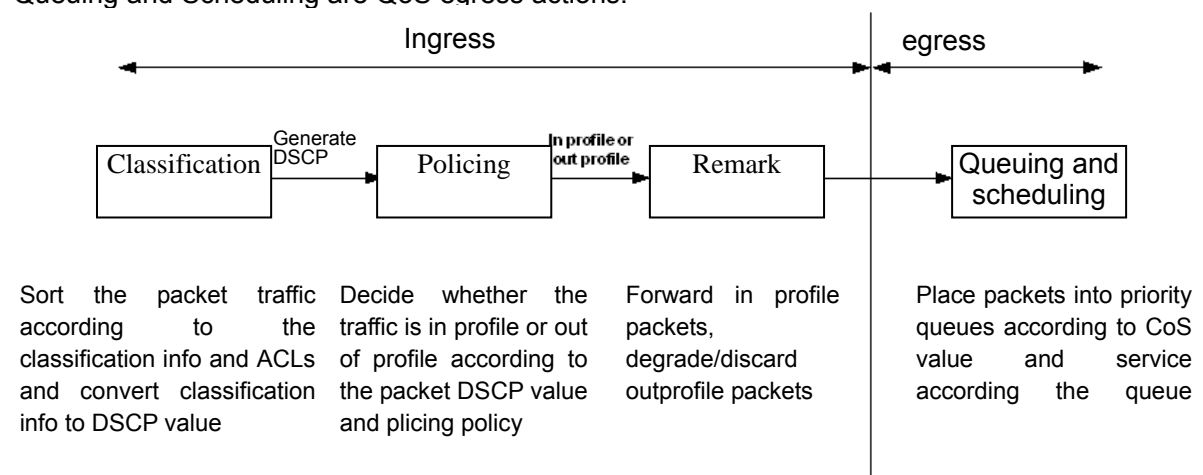 Queuing and Scheduling are QoS egress actions.
Ingress
egress
Classification
Generate
DSCP
Policing
In profile or
out profile
Remark
Queuing and
scheduling
Sort the packet traffic
according to the
classification info and ACLs
and convert classification
info to DSCP value
Decide whether the
traffic is in profile or out
of profile according to
the packet DSCP value
and plicing policy
Forward in profile
packets,
degrade/discard
outprofile packets
Place packets into priority
queues according to CoS
value and service
according the queue